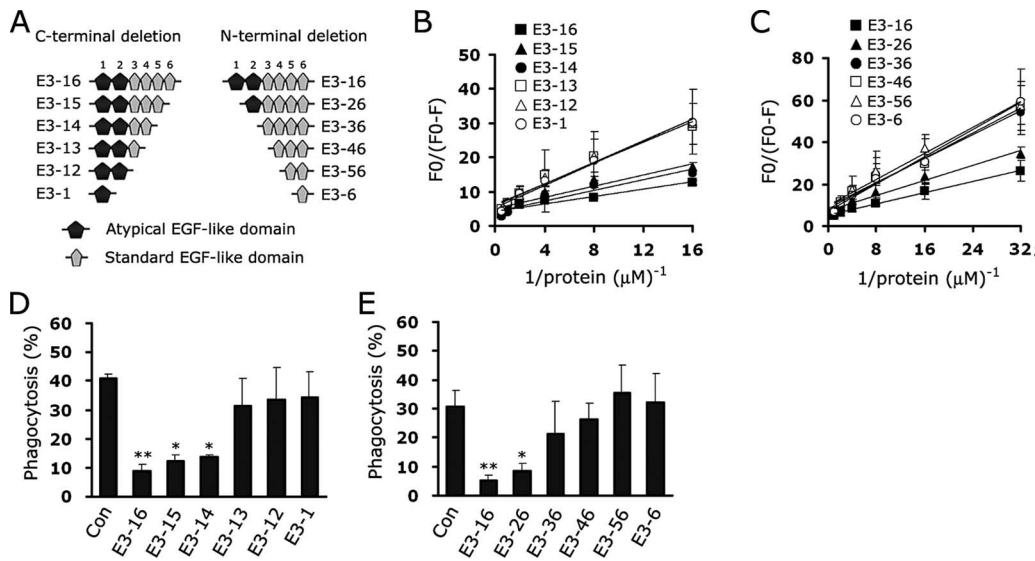 A
C-terminal deletion
N-terminal deletion
1 2 3 4 5 6
1 2 3 4 5 6
E3-16
E3-16
E3-15
E3-26
E3-14
E3-36
E3-13
E3-46
E3-12
E3-56
E3-1
E3-6
Atypical EGF-like domain
Standard EGF-like domain
B
E3-16
E3-15
E3-14
E3-13
E3-12
E3-1
F0/(F0-F)
50
40
30
20
10
0
0 4 8 12 16
1/protein (μM)⁻¹
C
E3-16
E3-26
E3-36
E3-46
E3-56
E3-6
F0/(F0-F)
80
60
40
20
0
0 8 16 24 32
1/protein (μM)⁻¹
D
Phagocytosis (%)
60
50
40
30
20
10
0
** * *
Con E3-16 E3-15 E3-14 E3-13 E3-12 E3-1
E
Phagocytosis (%)
60
50
40
30
20
10
0
** *
Con E3-16 E3-26 E3-36 E3-46 E3-56 E3-6